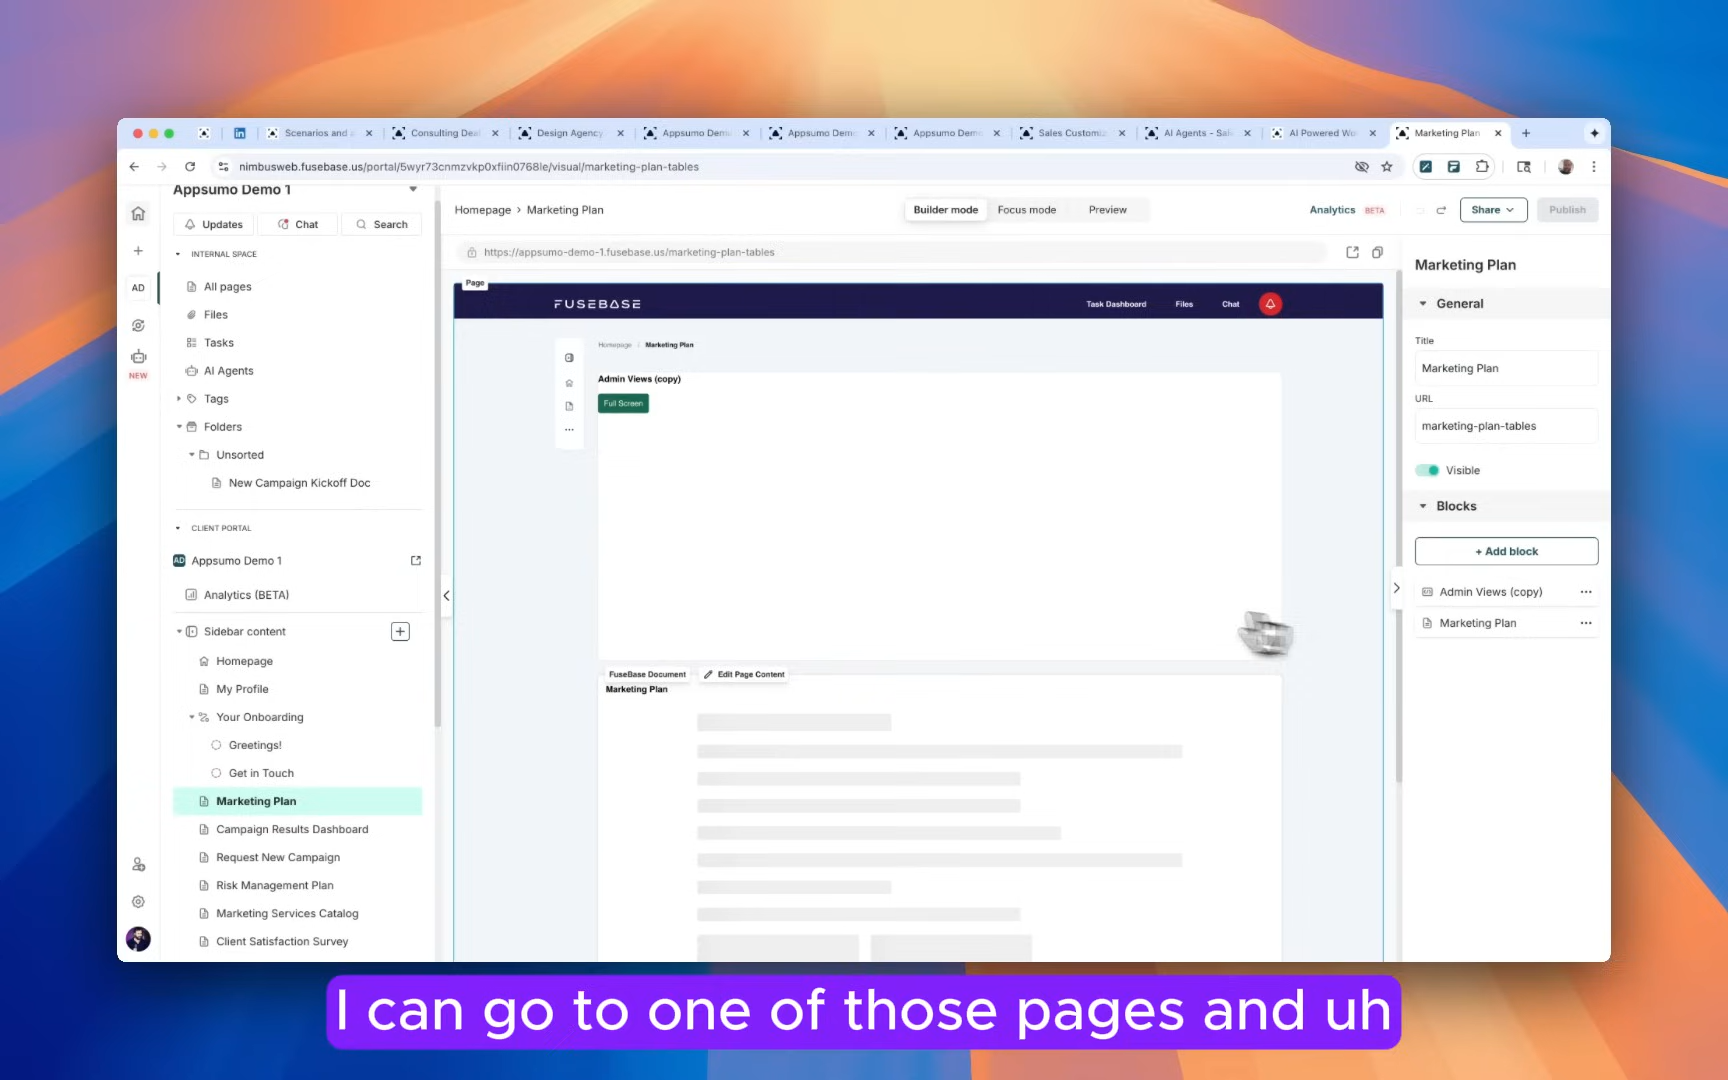 Scenarios and a
Consulting Deal
Design Agency
Appsumo Dem
Appsumo Demo
Appsumo Demo
Sales Customiz
AI Agents - Sal
AI Powered Wo
Marketing Plan
nimbusweb.fusebase.us/portal/5wyr73cnmzvkp0xfiin0768le/visual/marketing-plan-tables
Appsumo Demo 1
Updates
Chat
Search
INTERNAL SPACE
All pages
Files
Tasks
AI Agents
Tags
Folders
Unsorted
New Campaign Kickoff Doc
CLIENT PORTAL
AD Appsumo Demo 1
Analytics (BETA)
Sidebar content
Homepage
My Profile
Your Onboarding
Greetings!
Get in Touch
Marketing Plan
Campaign Results Dashboard
Request New Campaign
Risk Management Plan
Marketing Services Catalog
Client Satisfaction Survey
AD
NEW
Homepage > Marketing Plan
Builder mode
Focus mode
Preview
Analytics BETA
Share
Publish
https://appsumo-demo-1.fusebase.us/marketing-plan-tables
Page
FUSEBASE
Task Dashboard
Files
Chat
Homepage / Marketing Plan
Admin Views (copy)
Full Screen
FuseBase Document
Edit Page Content
Marketing Plan
Marketing Plan
General
Title
Marketing Plan
URL
marketing-plan-tables
Visible
Blocks
+ Add block
Admin Views (copy)
Marketing Plan
I can go to one of those pages and uh